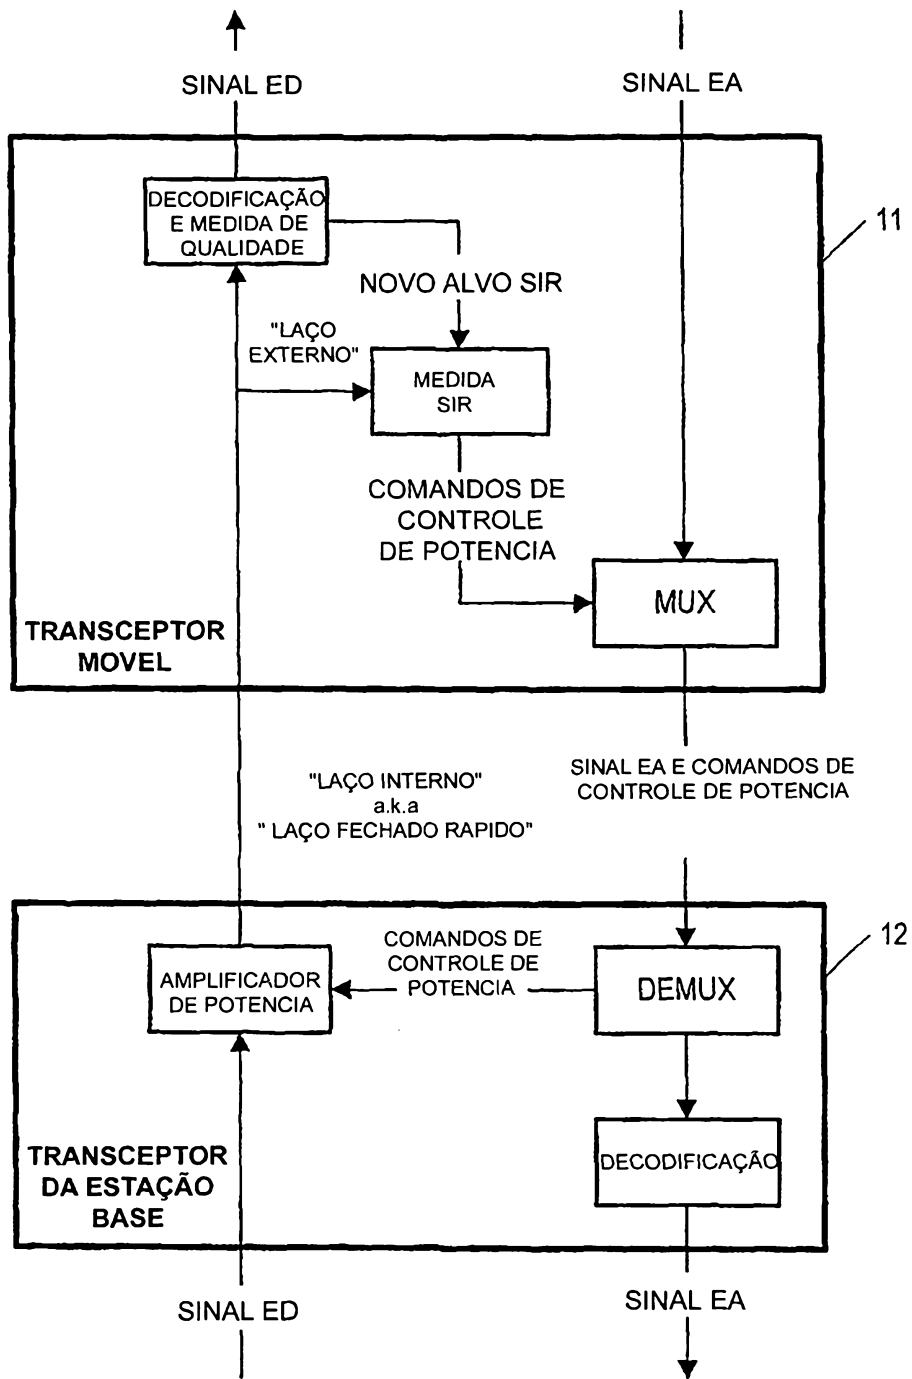 SINAL ED
SINAL EA
DECODIFICAÇÃO
E MEDIDA DE
QUALIDADE
11
NOVO ALVO SIR
"LAÇO
EXTERNO"
MEDIDA
SIR
COMANDOS DE
CONTROLE
DE POTENCIA
MUX
TRANSCEPTOR
MOVEL
"LAÇO INTERNO"
a.k.a
" LAÇO FECHADO RAPIDO"
SINAL EA E COMANDOS DE
CONTROLE DE POTENCIA
12
COMANDOS DE
CONTROLE DE
POTENCIA
AMPLIFICADOR
DE POTENCIA
DEMUX
DECODIFICAÇÃO
TRANSCEPTOR
DA ESTAÇÃO
BASE
SINAL ED
SINAL EA